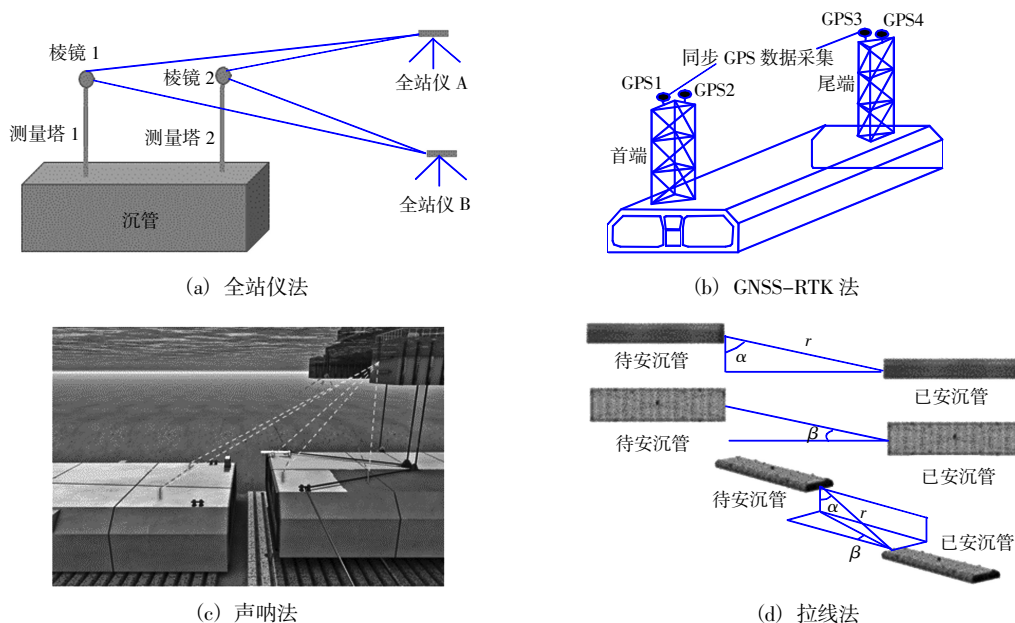 棱镜 1
棱镜 2
全站仪 A
测量塔 1
测量塔 2
沉管
全站仪 B
(a) 全站仪法
GPS3 GPS4
同步 GPS 数据采集
GPS1 GPS2
尾端
首端
(b) GNSS-RTK 法
(c) 声呐法
r
α
待安沉管
已安沉管
β
待安沉管
已安沉管
待安沉管
α
r
β
已安沉管
(d) 拉线法